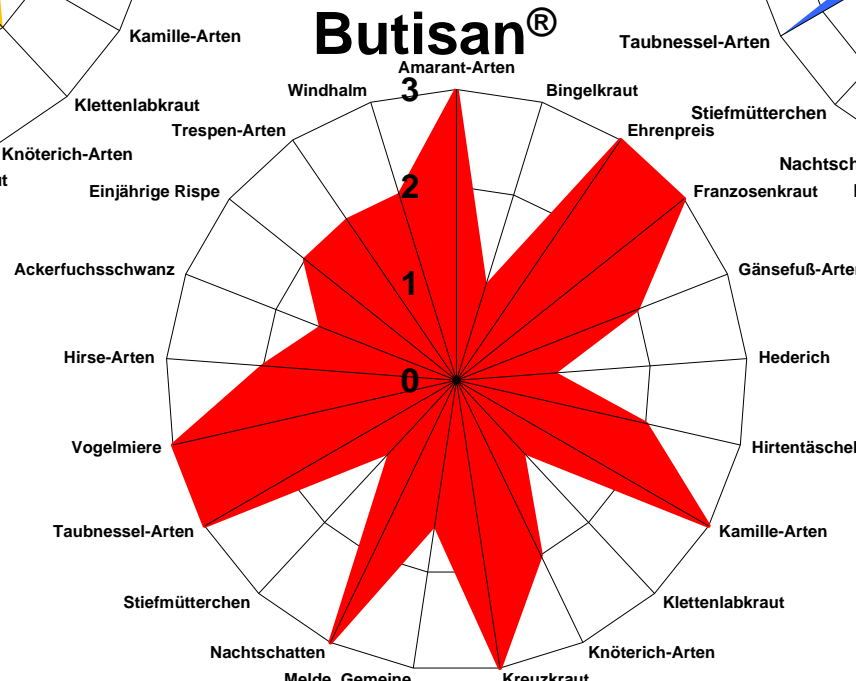 Butisan®
Kamille-Arten
Klettenlabkraut
Knöterich-Arten
Taubnessel-Arten
Stiefmütterchen
Amarant-Arten
Bingelkraut
Ehrenpreis
Franzosenkraut
Hederich
Kamille-Arten
Klettenlabkraut
Knöterich-Arten
Kreuzkraut
Melde, Gemeine
Nachtschatten
Stiefmütterchen
Taubnessel-Arten
Vogelmiere
Hirse-Arten
Ackerfuchsschwanz
Einjährige Rispe
Trespen-Arten
Windhalm
3
2
1
0